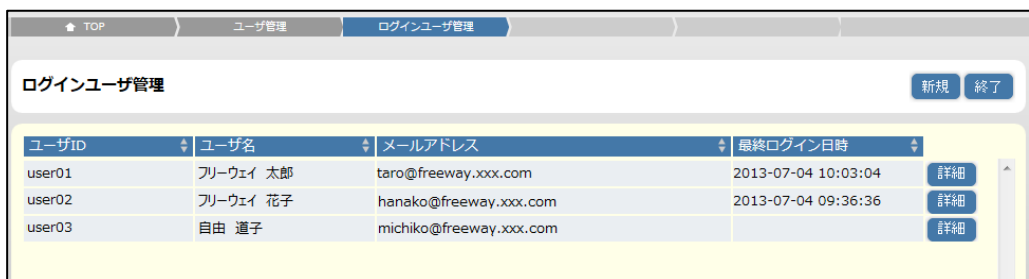 TOP ユーザ管理 ログインユーザ管理
ログインユーザ管理 新規 終了
ユーザID ユーザ名 メールアドレス 最終ログイン日時
user01 フリーウェイ 太郎 taro@freeway.xxx.com 2013-07-04 10:03:04 詳細
user02 フリーウェイ 花子 hanako@freeway.xxx.com 2013-07-04 09:36:36 詳細
user03 自由 道子 michiko@freeway.xxx.com 詳細